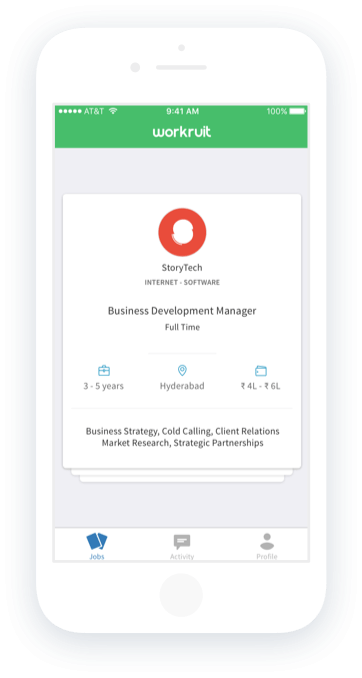 AT&T 9:41 AM 100%
workruit
StoryTech
INTERNET - SOFTWARE
Business Development Manager
Full Time
3 - 5 years Hyderabad ₹ 4L - ₹ 6L
Business Strategy, Cold Calling, Client Relations
Market Research, Strategic Partnerships
Jobs Activity Profile